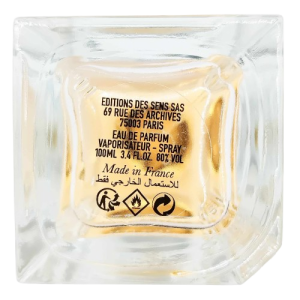 EDITIONS DES SENS SAS
69 RUE DES ARCHIVES
75003 PARIS
EAU DE PARFUM
VAPORISATEUR - SPRAY
100ML 3.4 FL.OZ. 80% VOL
Made in France
للاستعمال الخارجي فقط